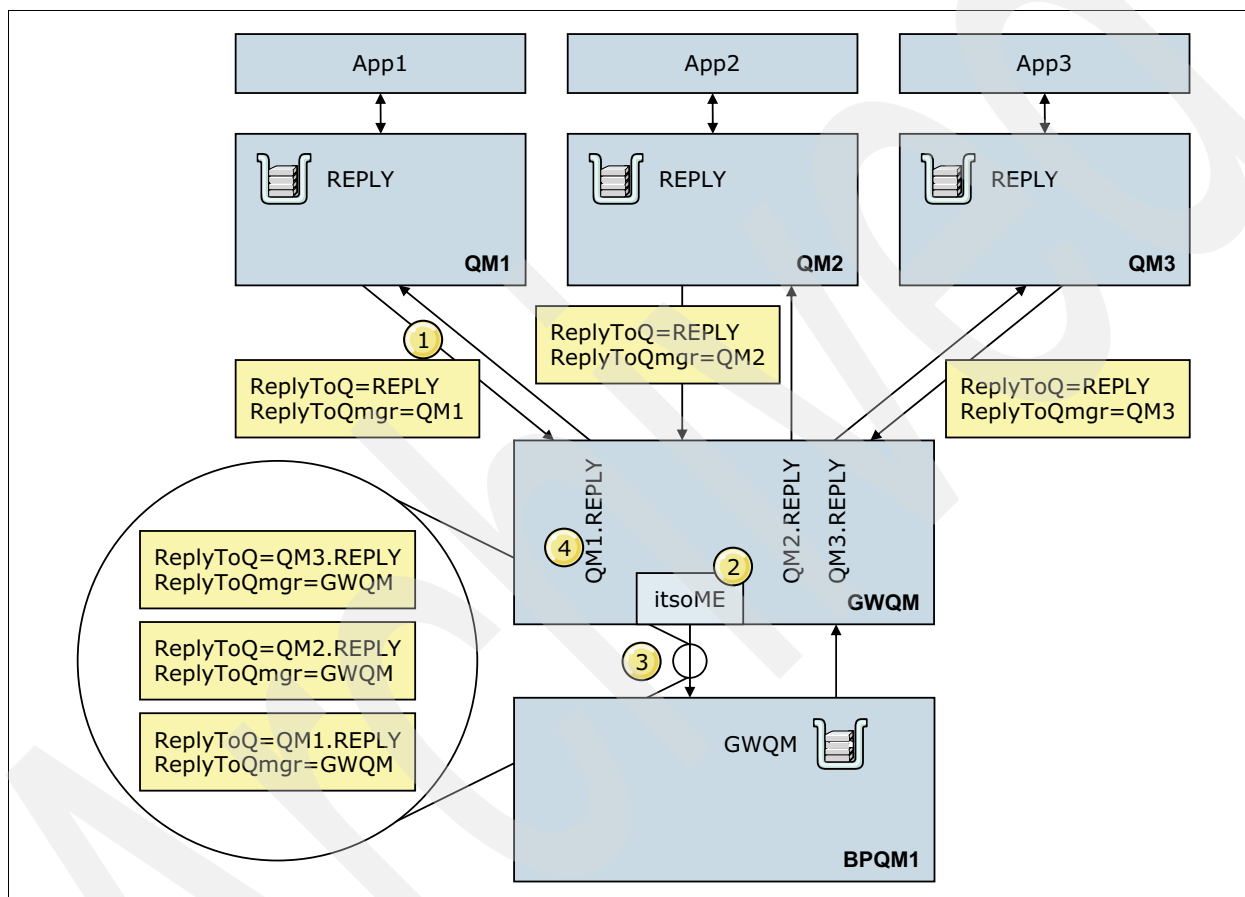 App1
App2
App3
REPLY
REPLY
REPLY
QM1
QM2
QM3
1
ReplyToQ=REPLY
ReplyToQmgr=QM2
ReplyToQ=REPLY
ReplyToQmgr=QM1
ReplyToQ=REPLY
ReplyToQmgr=QM3
QM1.REPLY
QM2.REPLY
QM3.REPLY
4
2
itsoME
GWQM
ReplyToQ=QM3.REPLY
ReplyToQmgr=GWQM
ReplyToQ=QM2.REPLY
ReplyToQmgr=GWQM
3
ReplyToQ=QM1.REPLY
ReplyToQmgr=GWQM
GWQM
BPQM1
Archived